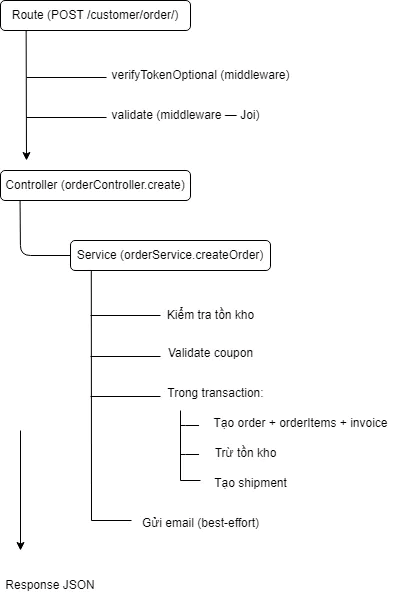 Route (POST /customer/order/)
verifyTokenOptional (middleware)
validate (middleware — Joi)
Controller (orderController.create)
Service (orderService.createOrder)
Kiểm tra tồn kho
Validate coupon
Trong transaction:
Tạo order + orderItems + invoice
Trừ tồn kho
Tạo shipment
Gửi email (best-effort)
Response JSON